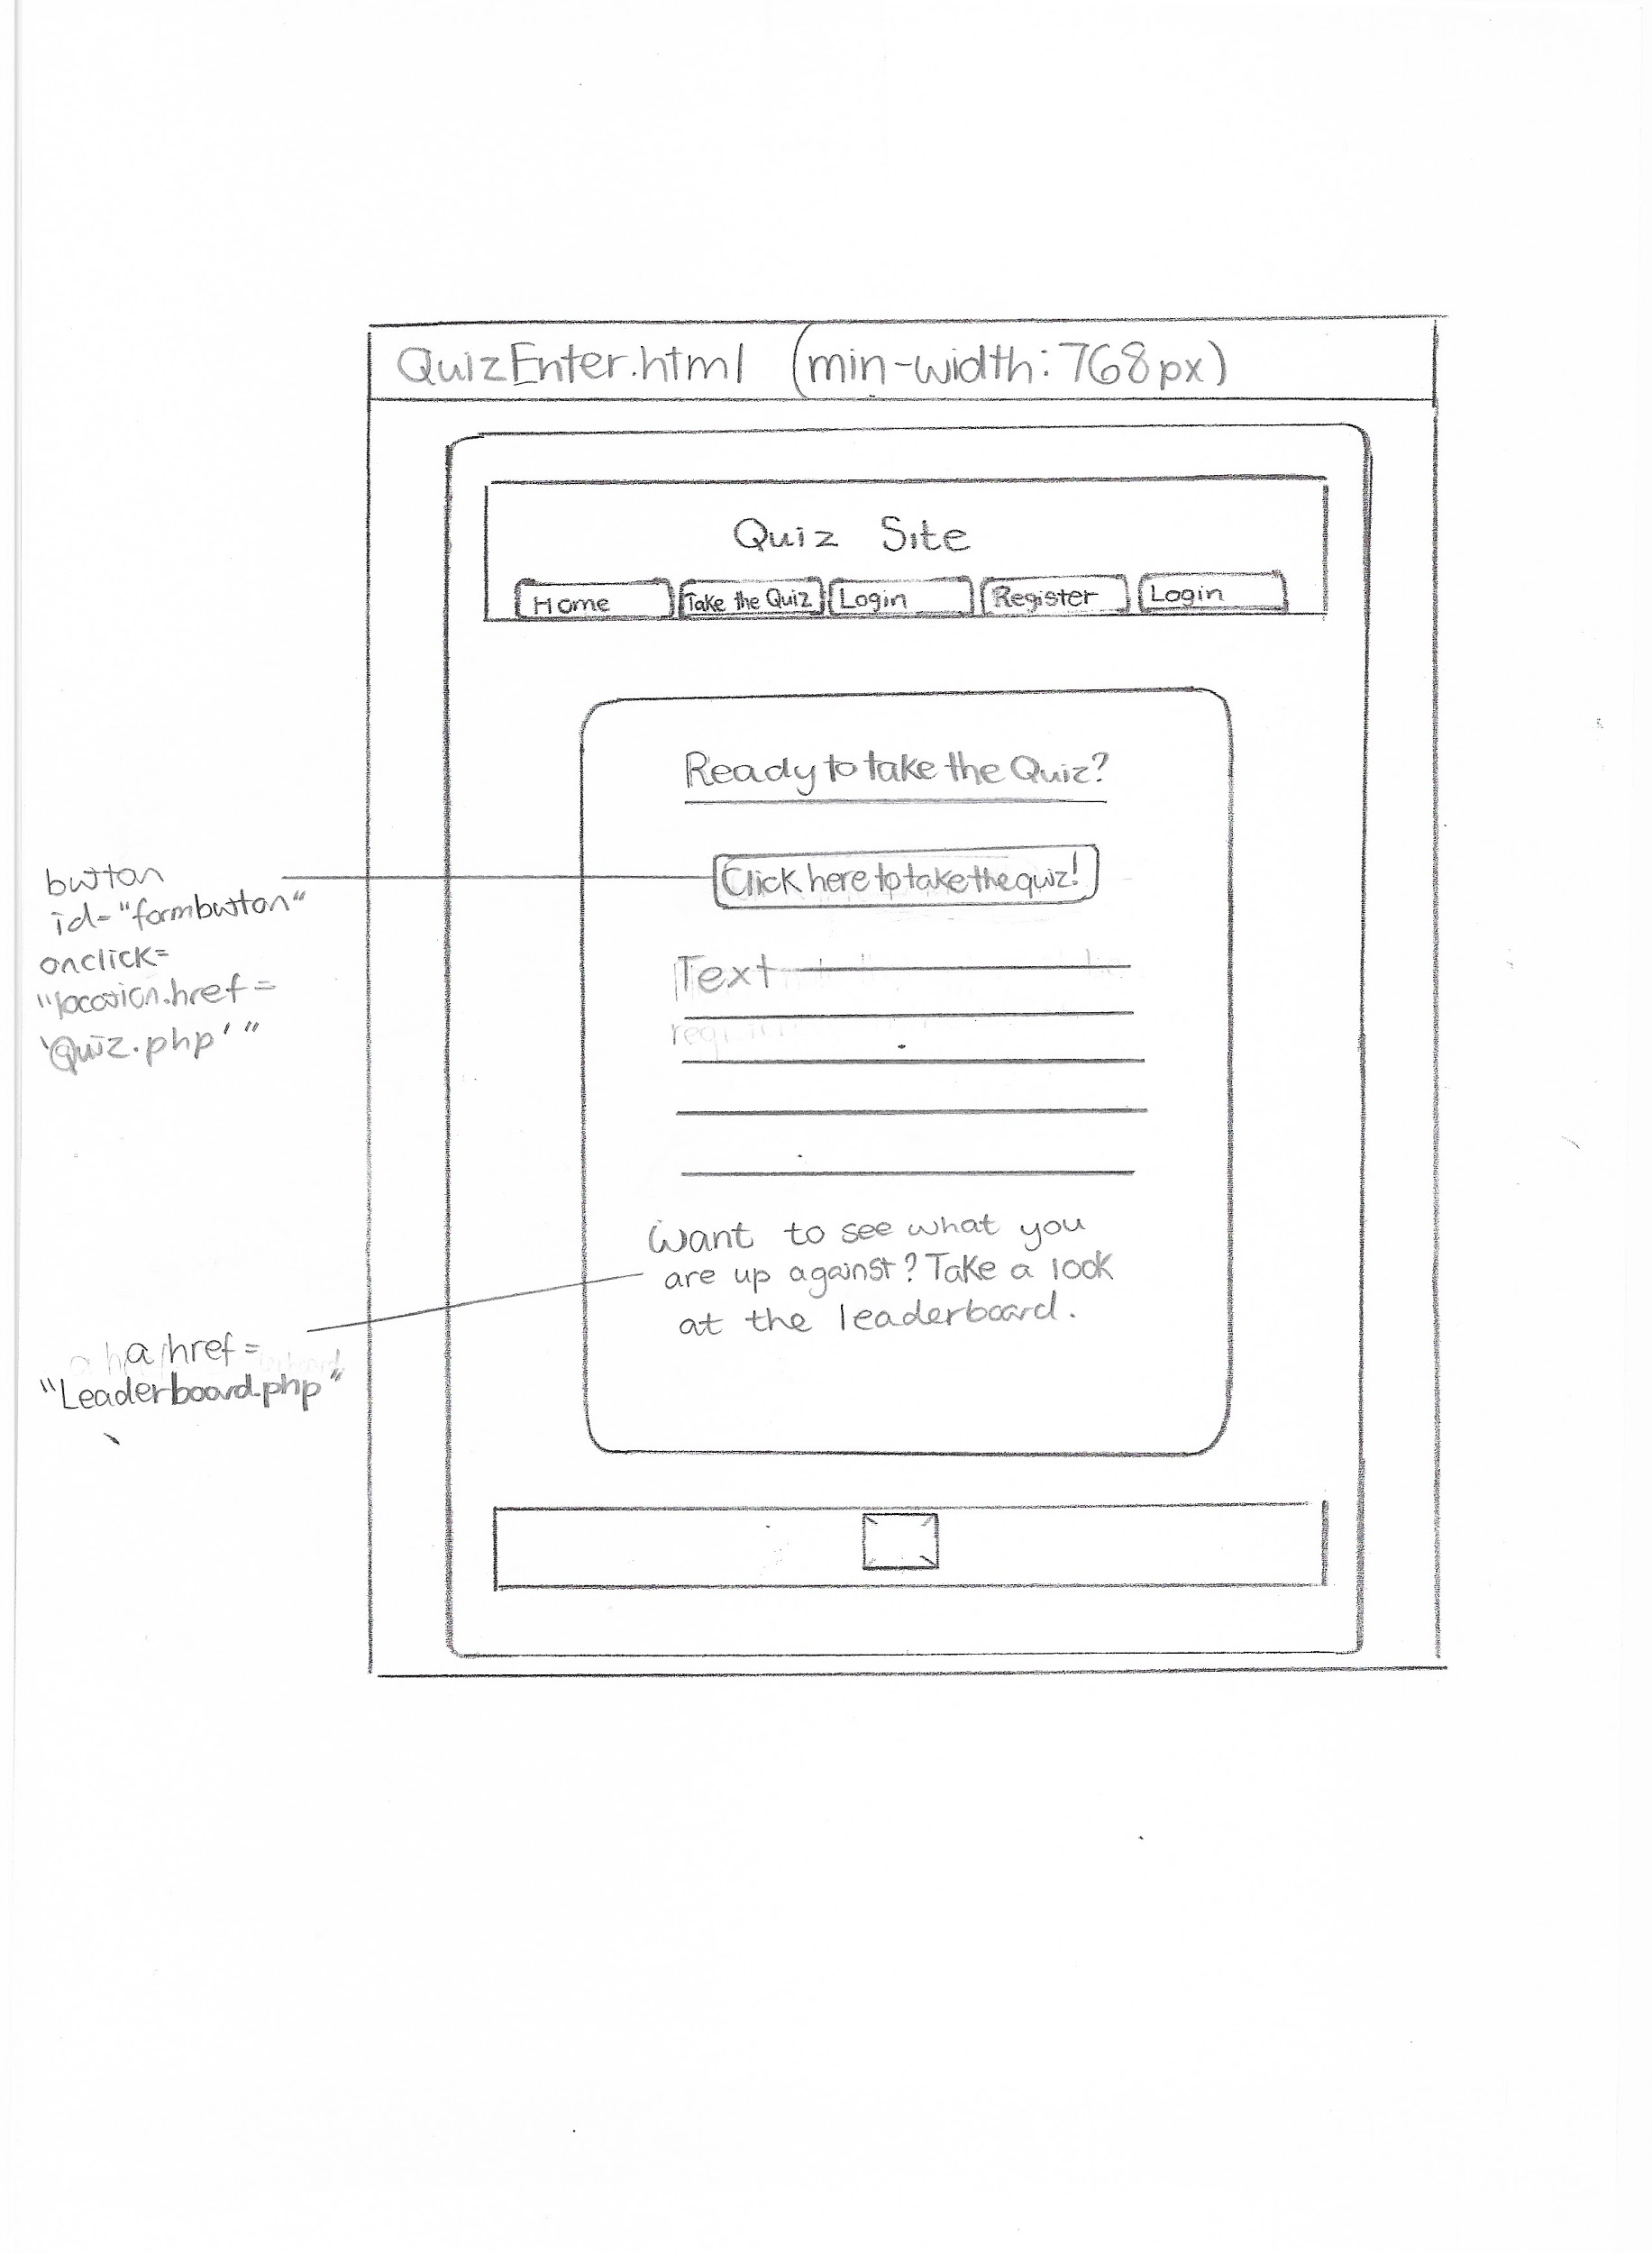 QuizEnter.html (min-width: 768px)
Quiz Site
Home Take the Quiz Login Register Login
Ready to take the Quiz?
Click here to take the quiz!
button
id="formbutton"
onclick=
"location.href=
'Quiz.php'"
Text
Want to see what you
are up against? Take a look
at the leaderboard.
a href=
"Leaderboard.php"